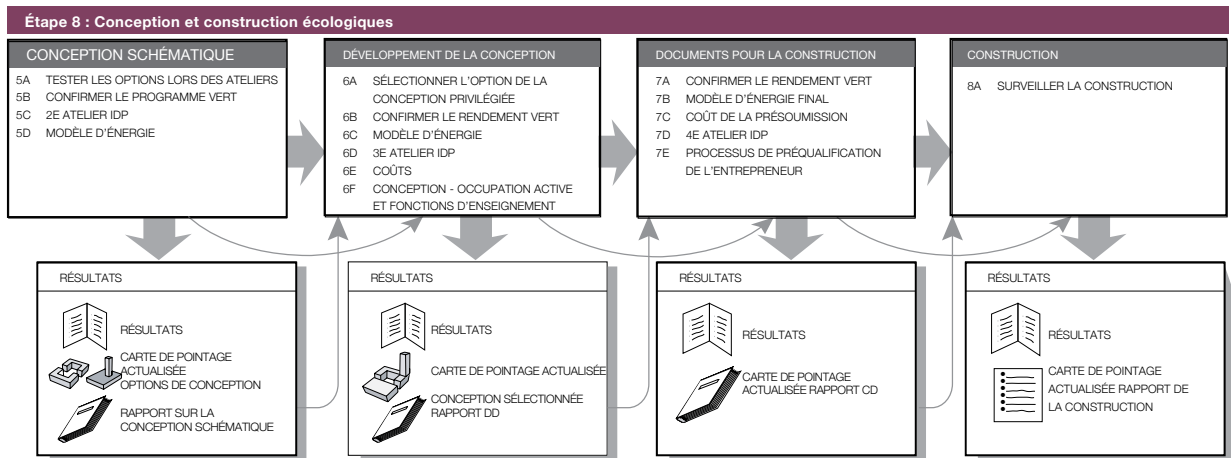 Étape 8 : Conception et construction écologiques
CONCEPTION SCHÉMATIQUE
5A TESTER LES OPTIONS LORS DES ATELIERS
5B CONFIRMER LE PROGRAMME VERT
5C 2E ATELIER IDP
5D MODÈLE D'ÉNERGIE
DÉVELOPPEMENT DE LA CONCEPTION
6A SÉLECTIONNER L'OPTION DE LA
CONCEPTION PRIVILÉGIÉE
6B CONFIRMER LE RENDEMENT VERT
6C MODÈLE D'ÉNERGIE
6D 3E ATELIER IDP
6E COÛTS
6F CONCEPTION - OCCUPATION ACTIVE
ET FONCTIONS D'ENSEIGNEMENT
DOCUMENTS POUR LA CONSTRUCTION
7A CONFIRMER LE RENDEMENT VERT
7B MODÈLE D'ÉNERGIE FINAL
7C COÛT DE LA PRÉSOUMISSION
7D 4E ATELIER IDP
7E PROCESSUS DE PRÉQUALIFICATION
DE L'ENTREPRENEUR
CONSTRUCTION
8A SURVEILLER LA CONSTRUCTION
RÉSULTATS
RÉSULTATS
CARTE DE POINTAGE
ACTUALISÉE
OPTIONS DE CONCEPTION
RAPPORT SUR LA
CONCEPTION SCHÉMATIQUE
RÉSULTATS
RÉSULTATS
CARTE DE POINTAGE ACTUALISÉE
CONCEPTION SÉLECTIONNÉE
RAPPORT DD
RÉSULTATS
RÉSULTATS
CARTE DE POINTAGE
ACTUALISÉE RAPPORT CD
RÉSULTATS
RÉSULTATS
CARTE DE POINTAGE
ACTUALISÉE RAPPORT DE
LA CONSTRUCTION